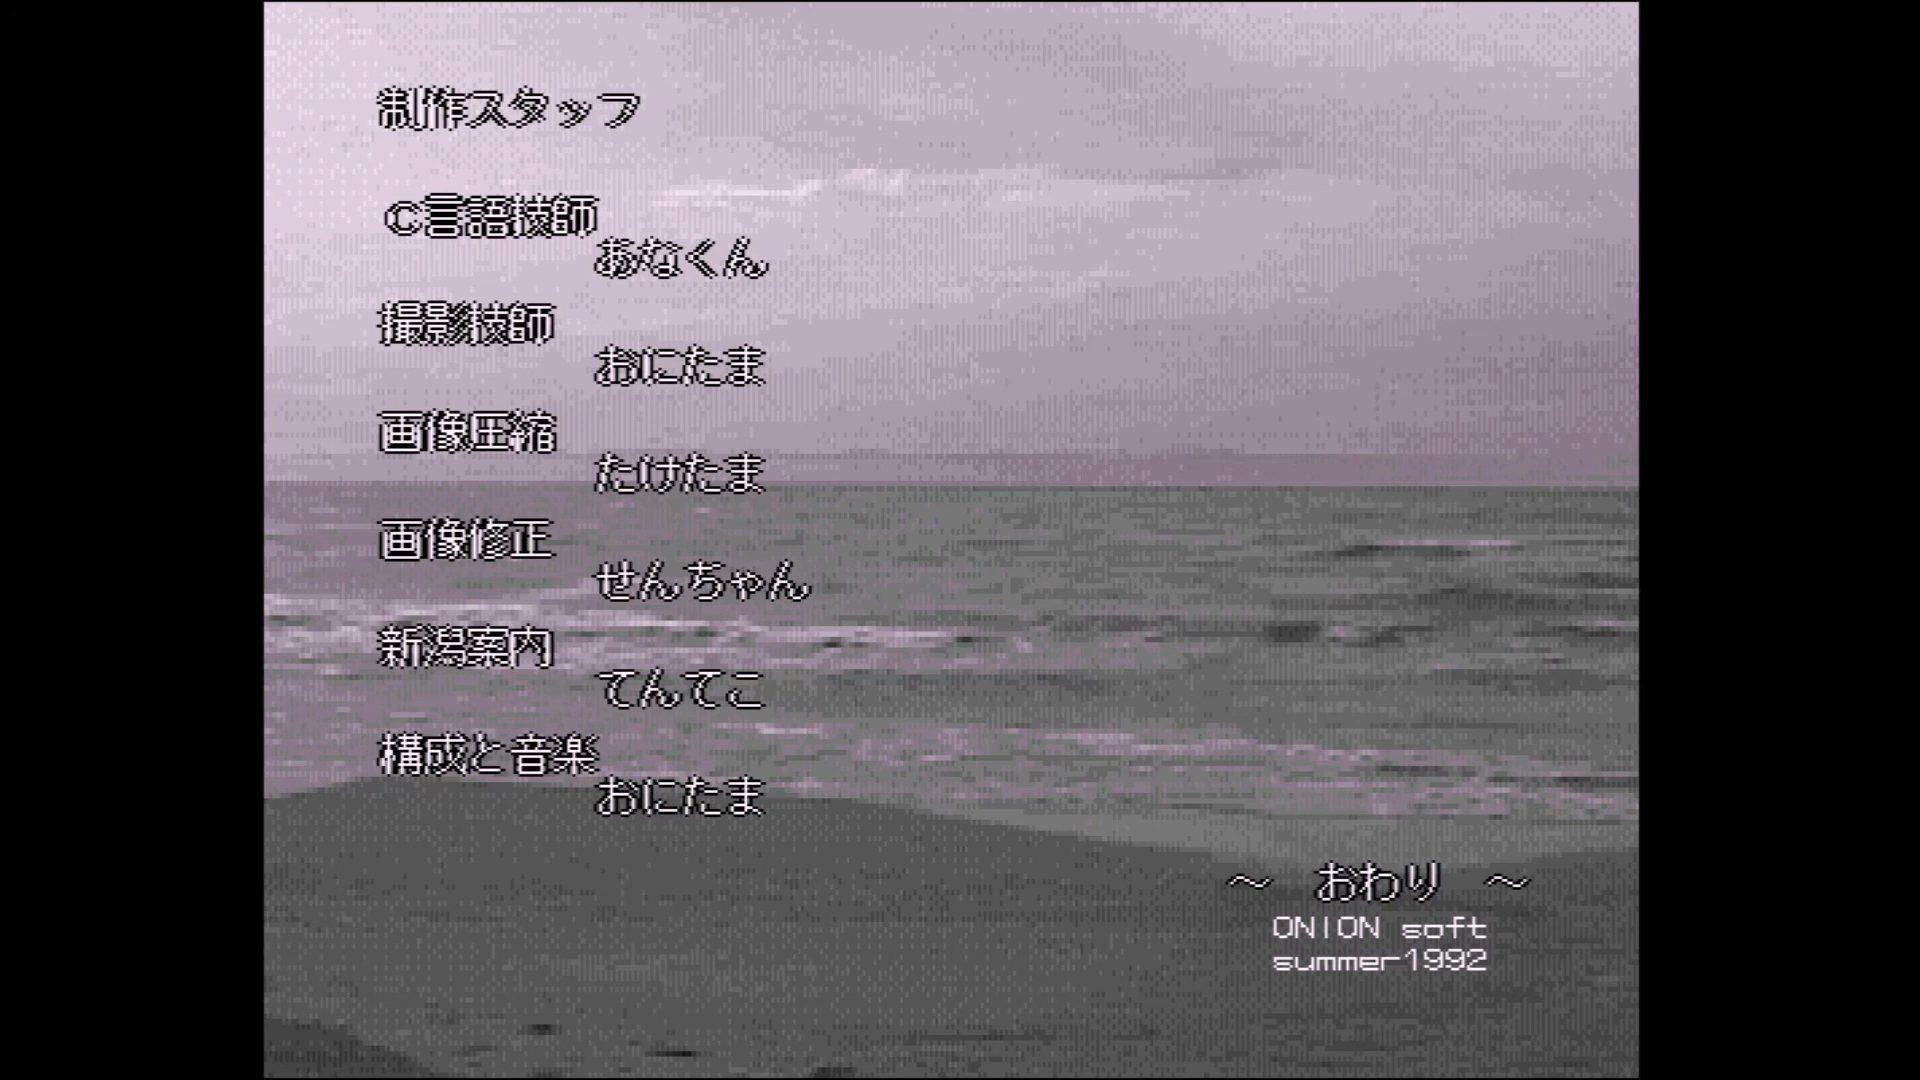 制作スタッフ
C言語技師
あなくん
撮影技師
おにたま
画像圧縮
たけたま
画像修正
せんちゃん
新潟案内
てんてこ
構成と音楽
おにたま
～ おわり ～
ONION soft
summer1992